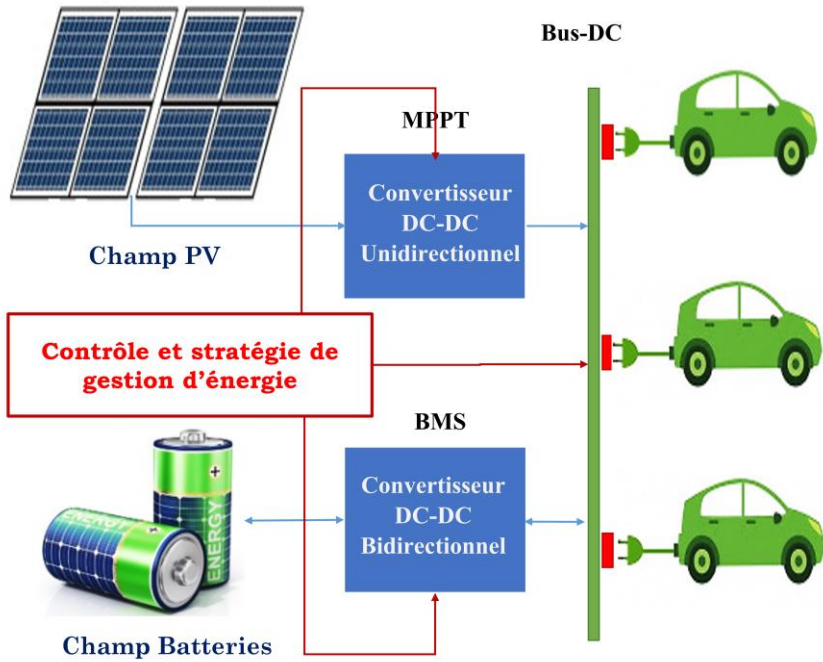 Bus-DC
MPPT
Convertisseur
DC-DC
Unidirectionnel
Champ PV
Contrôle et stratégie de
gestion d’énergie
BMS
Convertisseur
DC-DC
Bidirectionnel
ENERGY
ENERGY
Champ Batteries